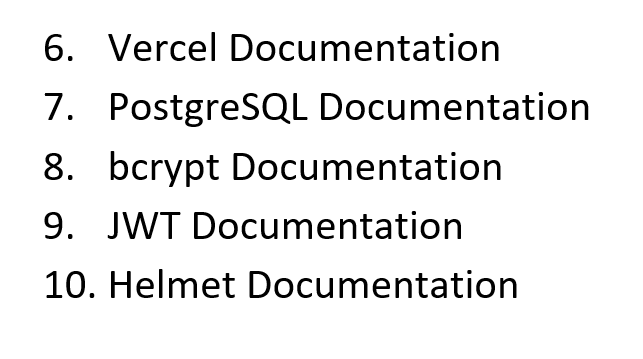 6. Vercel Documentation
7. PostgreSQL Documentation
8. bcrypt Documentation
9. JWT Documentation
10. Helmet Documentation